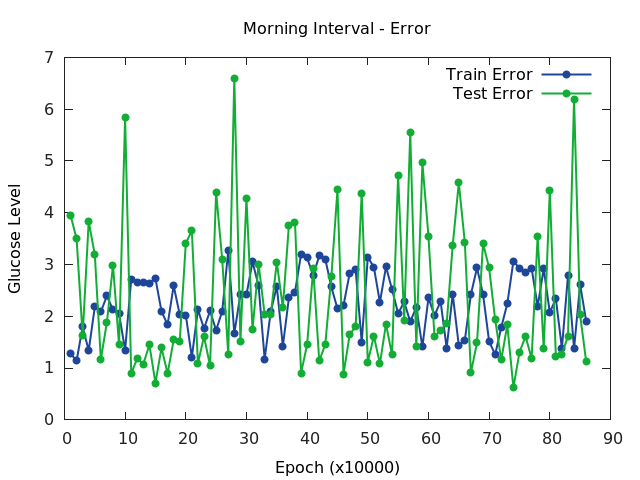 Morning Interval - Error
7
6
5
4
3
2
1
0
Train Error
Test Error
Glucose Level
0 10 20 30 40 50 60 70 80 90
Epoch (x10000)